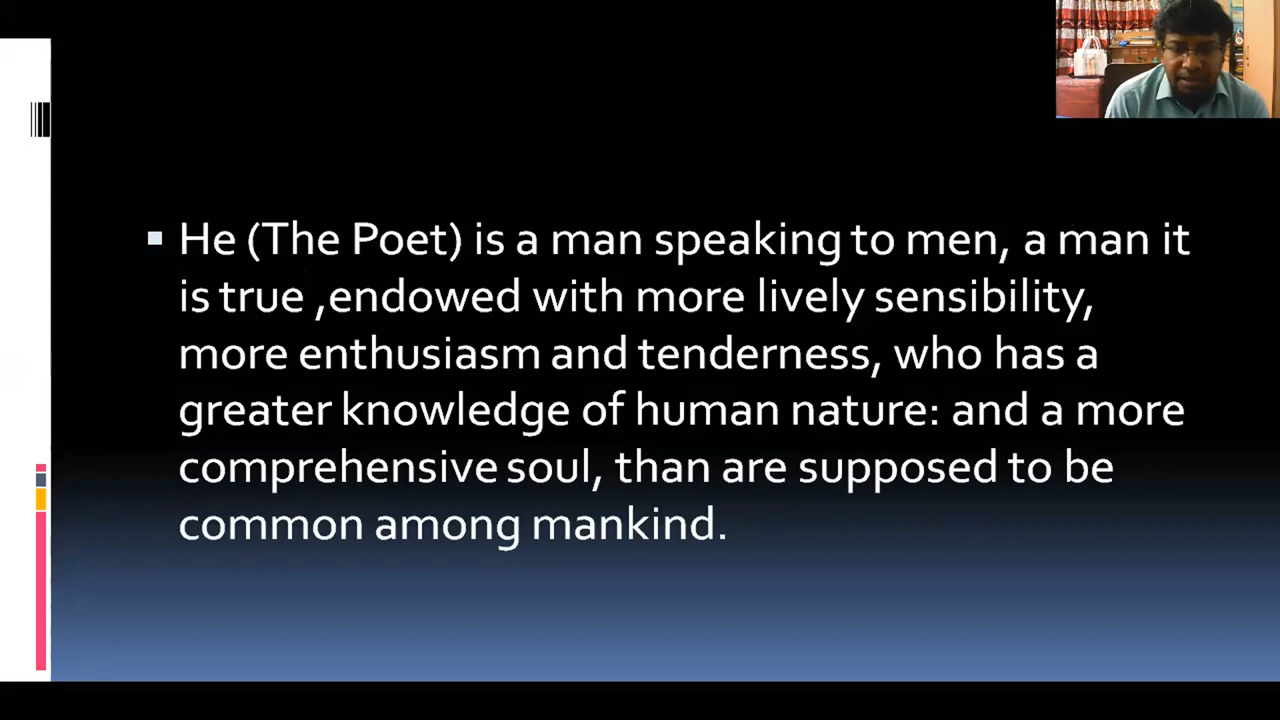 He (The Poet) is a man speaking to men, a man it
is true ,endowed with more lively sensibility,
more enthusiasm and tenderness, who has a
greater knowledge of human nature: and a more
comprehensive soul, than are supposed to be
common among mankind.